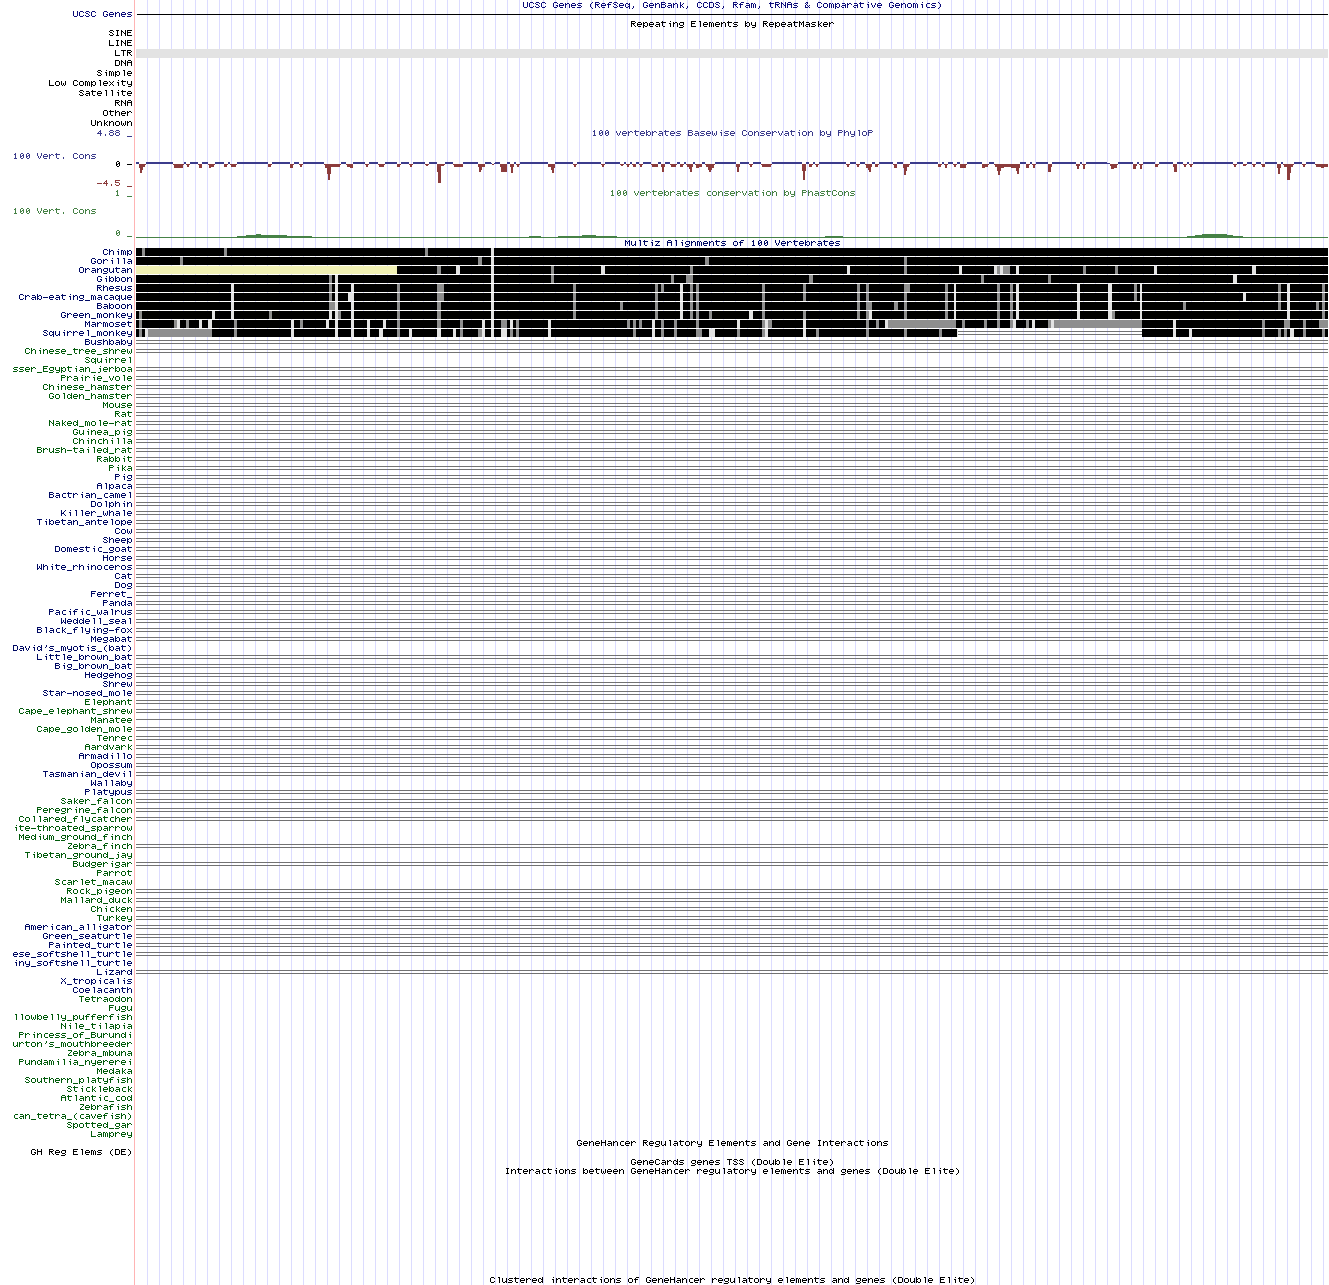 UCSC Genes (RefSeq, GenBank, CCDS, Rfam, tRNAs & Comparative Genomics)
UCSC Genes
Repeating Elements by RepeatMasker
SINE
LINE
LTR
DNA
Simple
Low Complexity
Satellite
RNA
Other
Unknown
4.88 _
100 vertebrates Basewise Conservation by PhyloP
100 Vert. Cons
0 _
-4.5 _
1 _
100 vertebrates conservation by PhastCons
100 Vert. Cons
0 _
Multiz Alignments of 100 Vertebrates
Chimp
Gorilla
Orangutan
Gibbon
Rhesus
Crab-eating_macaque
Baboon
Green_monkey
Marmoset
Squirrel_monkey
Bushbaby
Chinese_tree_shrew
Squirrel
sser_Egyptian_jerboa
Prairie_vole
Chinese_hamster
Golden_hamster
Mouse
Rat
Naked_mole-rat
Guinea_pig
Chinchilla
Brush-tailed_rat
Rabbit
Pika
Pig
Alpaca
Bactrian_camel
Dolphin
Killer_whale
Tibetan_antelope
Cow
Sheep
Domestic_goat
Horse
White_rhinoceros
Cat
Dog
Ferret_
Panda
Pacific_walrus
Weddell_seal
Black_flying-fox
Megabat
David's_myotis_(bat)
Little_brown_bat
Big_brown_bat
Hedgehog
Shrew
Star-nosed_mole
Elephant
Cape_elephant_shrew
Manatee
Cape_golden_mole
Tenrec
Aardvark
Armadillo
Opossum
Tasmanian_devil
Wallaby
Platypus
Saker_falcon
Peregrine_falcon
Collared_flycatcher
ite-throated_sparrow
Medium_ground_finch
Zebra_finch
Tibetan_ground_jay
Budgerigar
Parrot
Scarlet_macaw
Rock_pigeon
Mallard_duck
Chicken
Turkey
American_alligator
Green_seaturtle
Painted_turtle
ese_softshell_turtle
iny_softshell_turtle
Lizard
X_tropicalis
Coelacanth
Tetraodon
Fugu
llowbelly_pufferfish
Nile_tilapia
Princess_of_Burundi
urton's_mouthbreeder
Zebra_mbuna
Pundamilia_nyererei
Medaka
Southern_platyfish
Stickleback
Atlantic_cod
Zebrafish
can_tetra_(cavefish)
Spotted_gar
Lamprey
GeneHancer Regulatory Elements and Gene Interactions
GH Reg Elems (DE)
GeneCards genes TSS (Double Elite)
Interactions between GeneHancer regulatory elements and genes (Double Elite)
Clustered interactions of GeneHancer regulatory elements and genes (Double Elite)